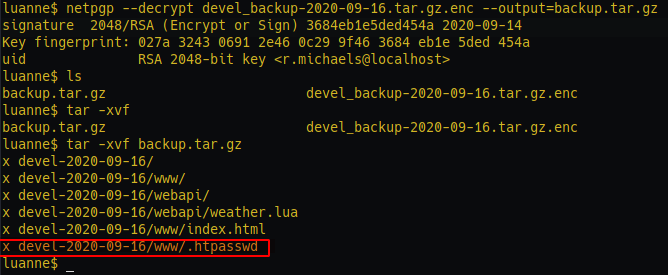 luanne$ netpgp --decrypt devel_backup-2020-09-16.tar.gz.enc --output=backup.tar.gz
signature  2048/RSA (Encrypt or Sign) 3684eb1e5ded454a 2020-09-14
Key fingerprint: 027a 3243 0691 2e46 0c29 9f46 3684 eb1e 5ded 454a
uid              RSA 2048-bit key <r.michaels@localhost>
luanne$ ls
backup.tar.gz                      devel_backup-2020-09-16.tar.gz.enc
luanne$ tar -xvf
backup.tar.gz                      devel_backup-2020-09-16.tar.gz.enc
luanne$ tar -xvf backup.tar.gz
x devel-2020-09-16/
x devel-2020-09-16/www/
x devel-2020-09-16/webapi/
x devel-2020-09-16/webapi/weather.lua
x devel-2020-09-16/www/index.html
x devel-2020-09-16/www/.htpasswd
luanne$ _